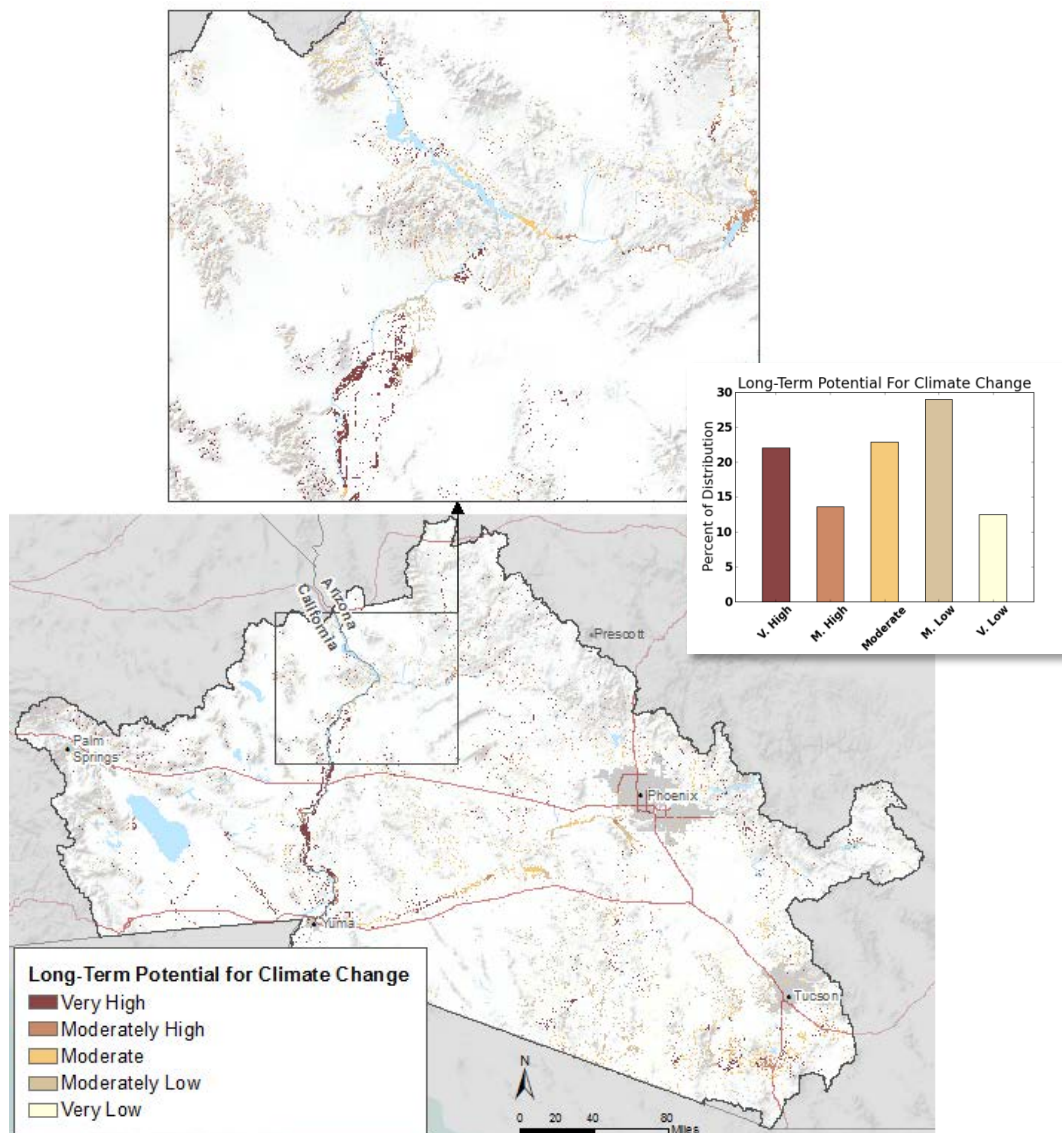 Long-Term Potential For Climate Change
30
25
20
15
10
5
0
Percent of Distribution
V. High
M. High
Moderate
M. Low
V. Low
Arizona
California
Prescott
Palm
Springs
Phoenix
Yuma
Tucson
Long-Term Potential for Climate Change
Very High
Moderately High
Moderate
Moderately Low
Very Low
N
0 20 40 80
Miles